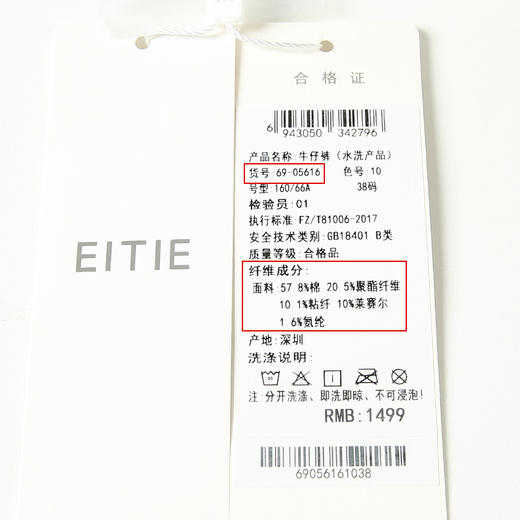 EITIE
合格证
6 943050 342796
产品名称:牛仔裤（水洗产品）
货号:69-05616 色号:10
号型:160/66A 38码
检验员:01
执行标准:FZ/T81006-2017
安全技术类别:GB18401 B类
质量等级:合格品
纤维成分:
面料:57.8%棉 20.5%聚酯纤维
10.1%粘纤 10%莱赛尔
1.6%氨纶
产地:深圳
洗涤说明:
注:分开洗涤、即洗即晾、不可浸泡!
RMB:1499
69056161038